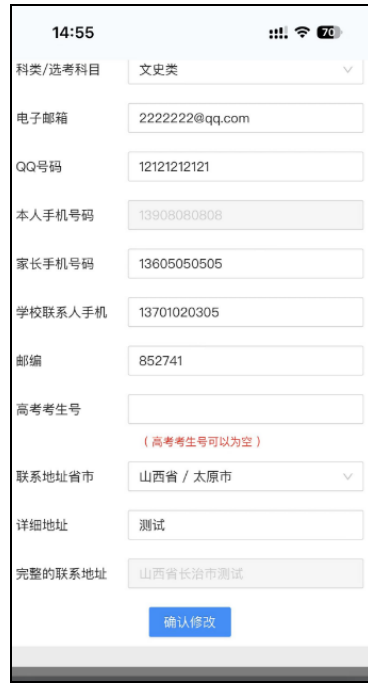 14:55
70
科类/选考科目 文史类
电子邮箱 2222222@qq.com
QQ号码 12121212121
本人手机号码 13908080808
家长手机号码 13605050505
学校联系人手机 13701020305
邮编 852741
高考考生号
(高考考生号可以为空)
联系地址省市 山西省 / 太原市
详细地址 测试
完整的联系地址 山西省长治市测试
确认修改